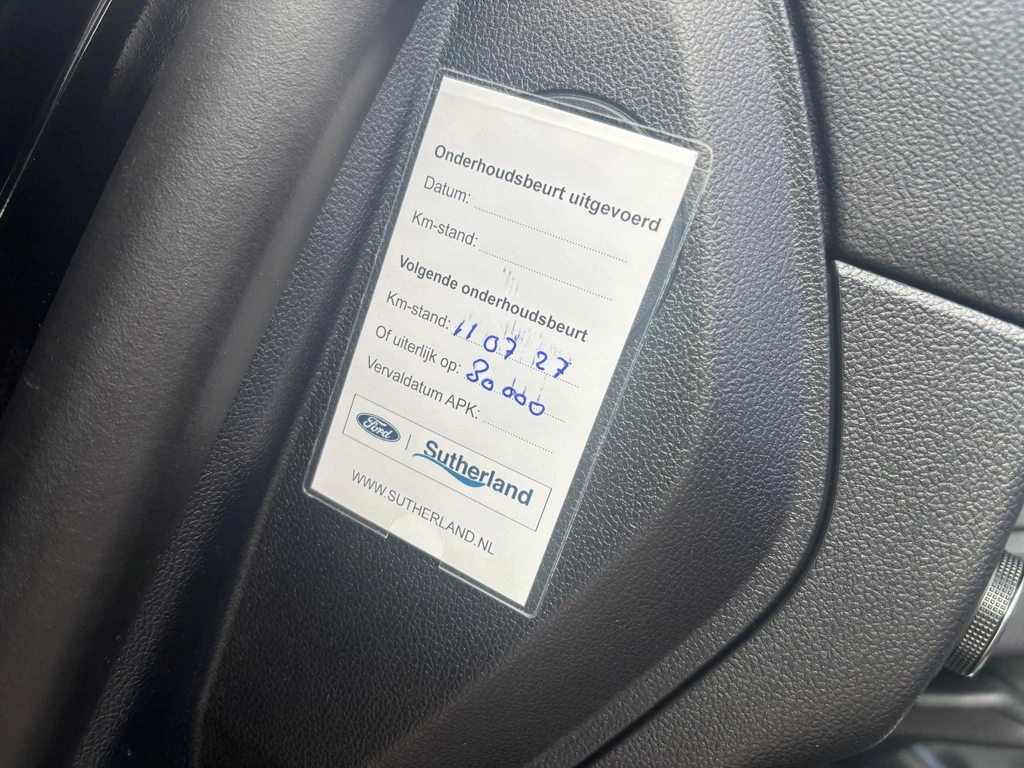 Onderhoudsbeurt uitgevoerd
Datum:
Km-stand:
Volgende onderhoudsbeurt
Km-stand: 11 07 27
Of uiterlijk op: 30 000
Vervaldatum APK:
Ford | Sutherland
WWW.SUTHERLAND.NL